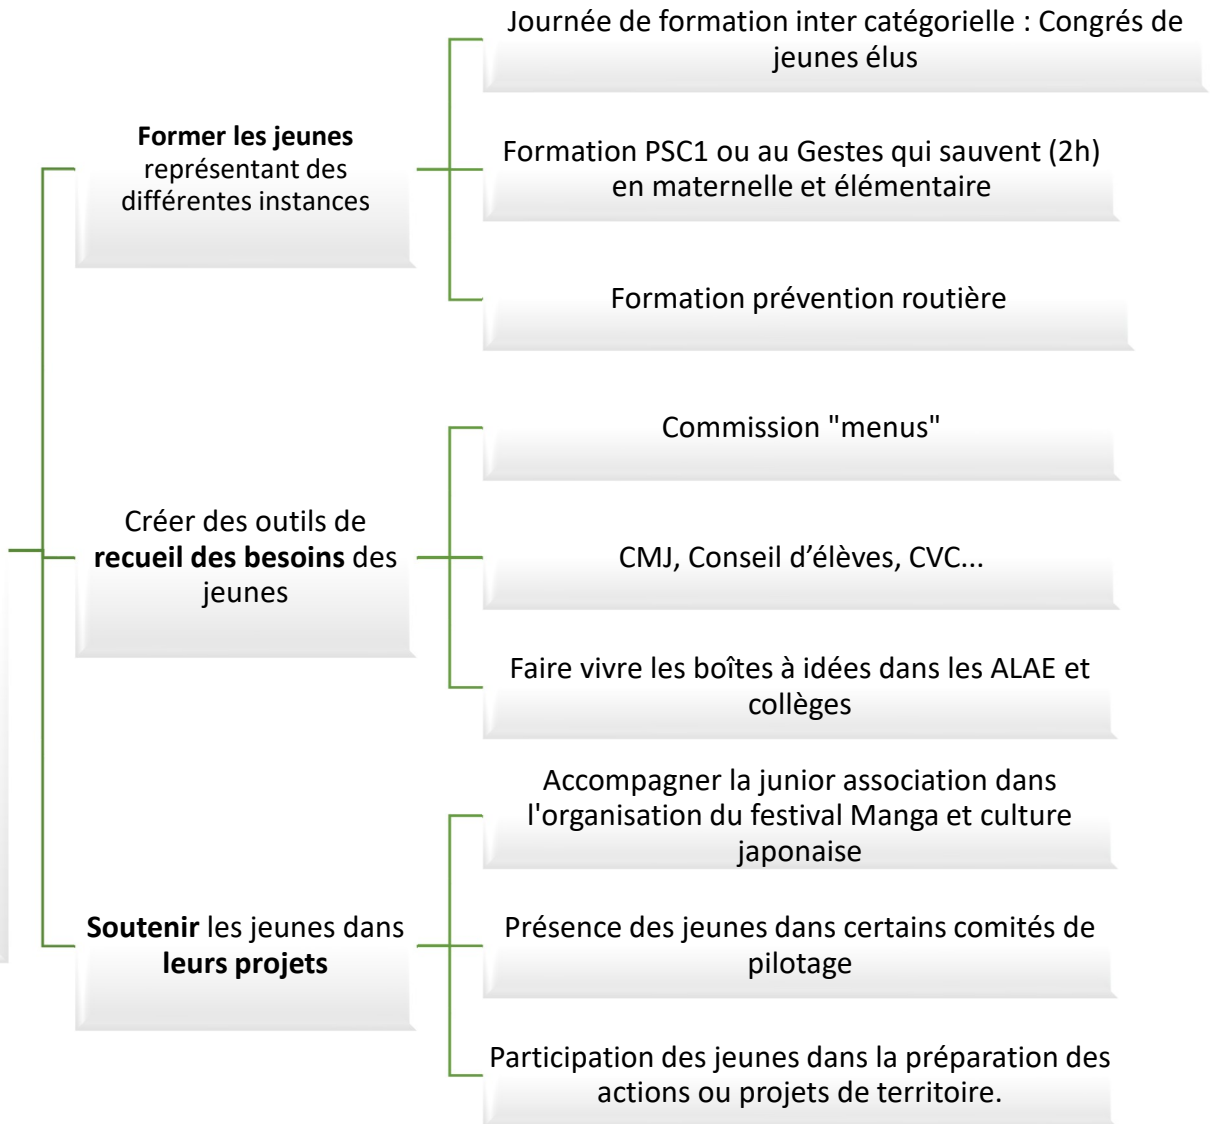 Journée de formation inter catégorielle : Congrés de
jeunes élus
Former les jeunes
représentant des
différentes instances
Formation PSC1 ou au Gestes qui sauvent (2h)
en maternelle et élémentaire
Formation prévention routière
Commission "menus"
Créer des outils de
recueil des besoins des
jeunes
CMJ, Conseil d’élèves, CVC...
Faire vivre les boîtes à idées dans les ALAE et
collèges
Accompagner la junior association dans
l'organisation du festival Manga et culture
japonaise
Soutenir les jeunes dans
leurs projets
Présence des jeunes dans certains comités de
pilotage
Participation des jeunes dans la préparation des
actions ou projets de territoire.